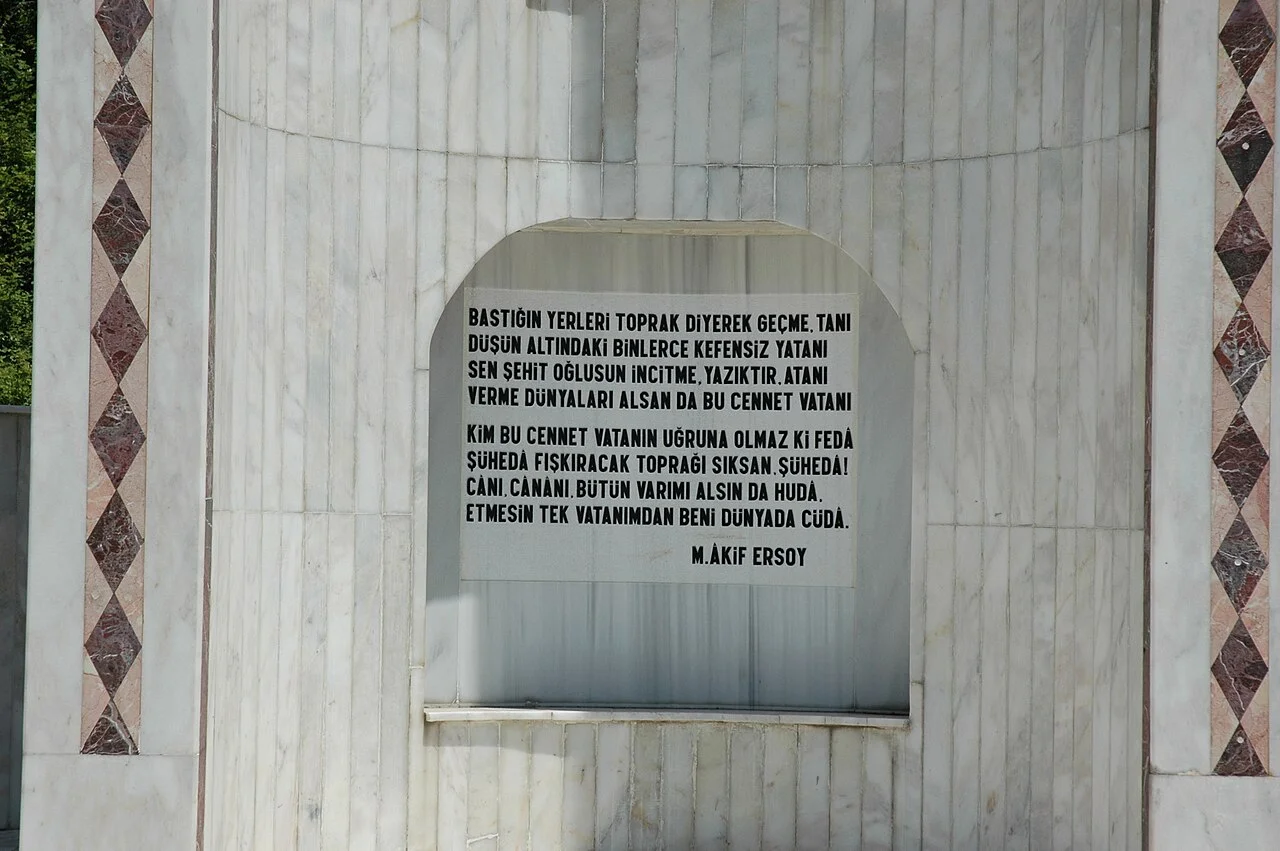 BASTIĞIN YERLERİ TOPRAK DİYEREK GEÇME, TANI
DÜŞÜN ALTINDAKİ BİNLERCE KEFENSİZ YATANI
SEN ŞEHİT OĞLUSUN İNCİTME, YAZIKTIR, ATANI
VERME DÜNYALARI ALSAN DA BU CENNET VATANI
KİM BU CENNET VATANIN UĞRUNA OLMAZ Kİ FEDÂ
ŞÜHEDÂ FIŞKIRACAK TOPRAĞI SIKSAN, ŞÜHEDÂ!
CÂNI, CÂNÂNI, BÜTÜN VARIMI ALSIN DA HUDÂ,
ETMESİN TEK VATANIMDAN BENİ DÜNYADA CÜDÂ.
M.ÂKİF ERSOY